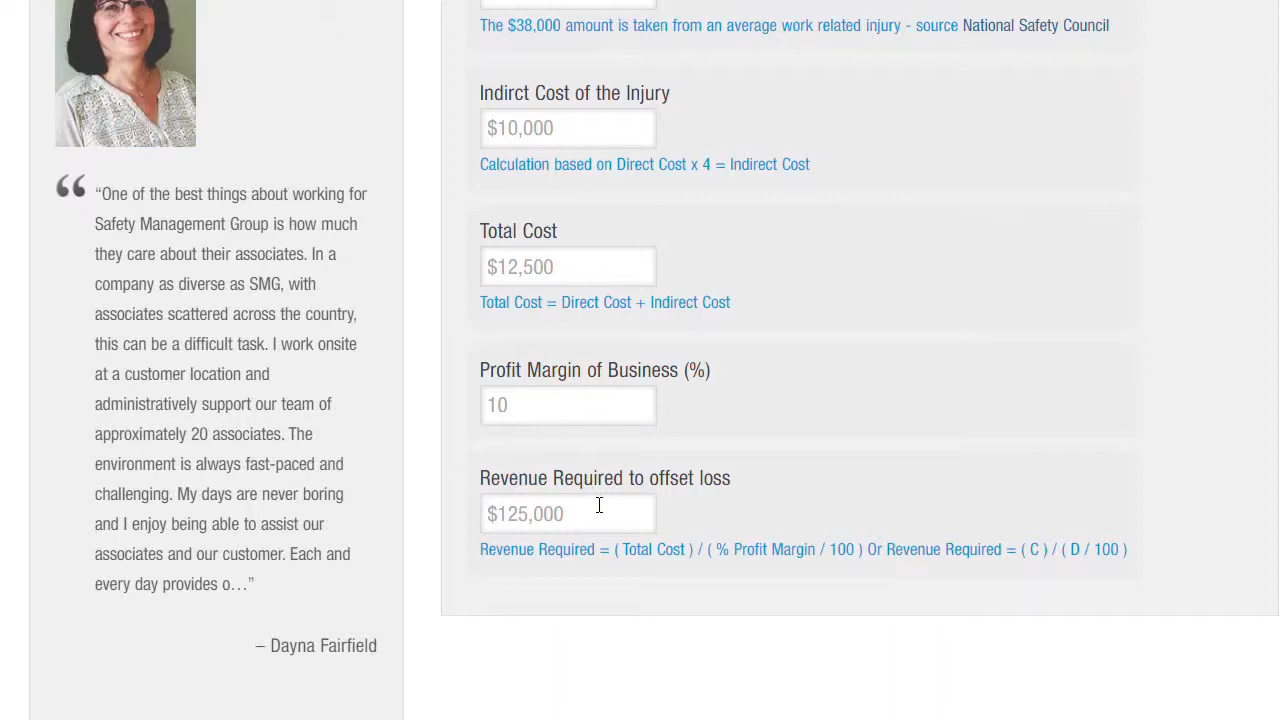 “One of the best things about working for
Safety Management Group is how much
they care about their associates. In a
company as diverse as SMG, with
associates scattered across the country,
this can be a difficult task. I work onsite
at a customer location and
administratively support our team of
approximately 20 associates. The
environment is always fast-paced and
challenging. My days are never boring
and I enjoy being able to assist our
associates and our customer. Each and
every day provides o…”
– Dayna Fairfield
The $38,000 amount is taken from an average work related injury - source National Safety Council
Indirct Cost of the Injury
$10,000
Calculation based on Direct Cost x 4 = Indirect Cost
Total Cost
$12,500
Total Cost = Direct Cost + Indirect Cost
Profit Margin of Business (%)
10
Revenue Required to offset loss
$125,000
Revenue Required = ( Total Cost ) / ( % Profit Margin / 100 ) Or Revenue Required = ( C ) / ( D / 100 )